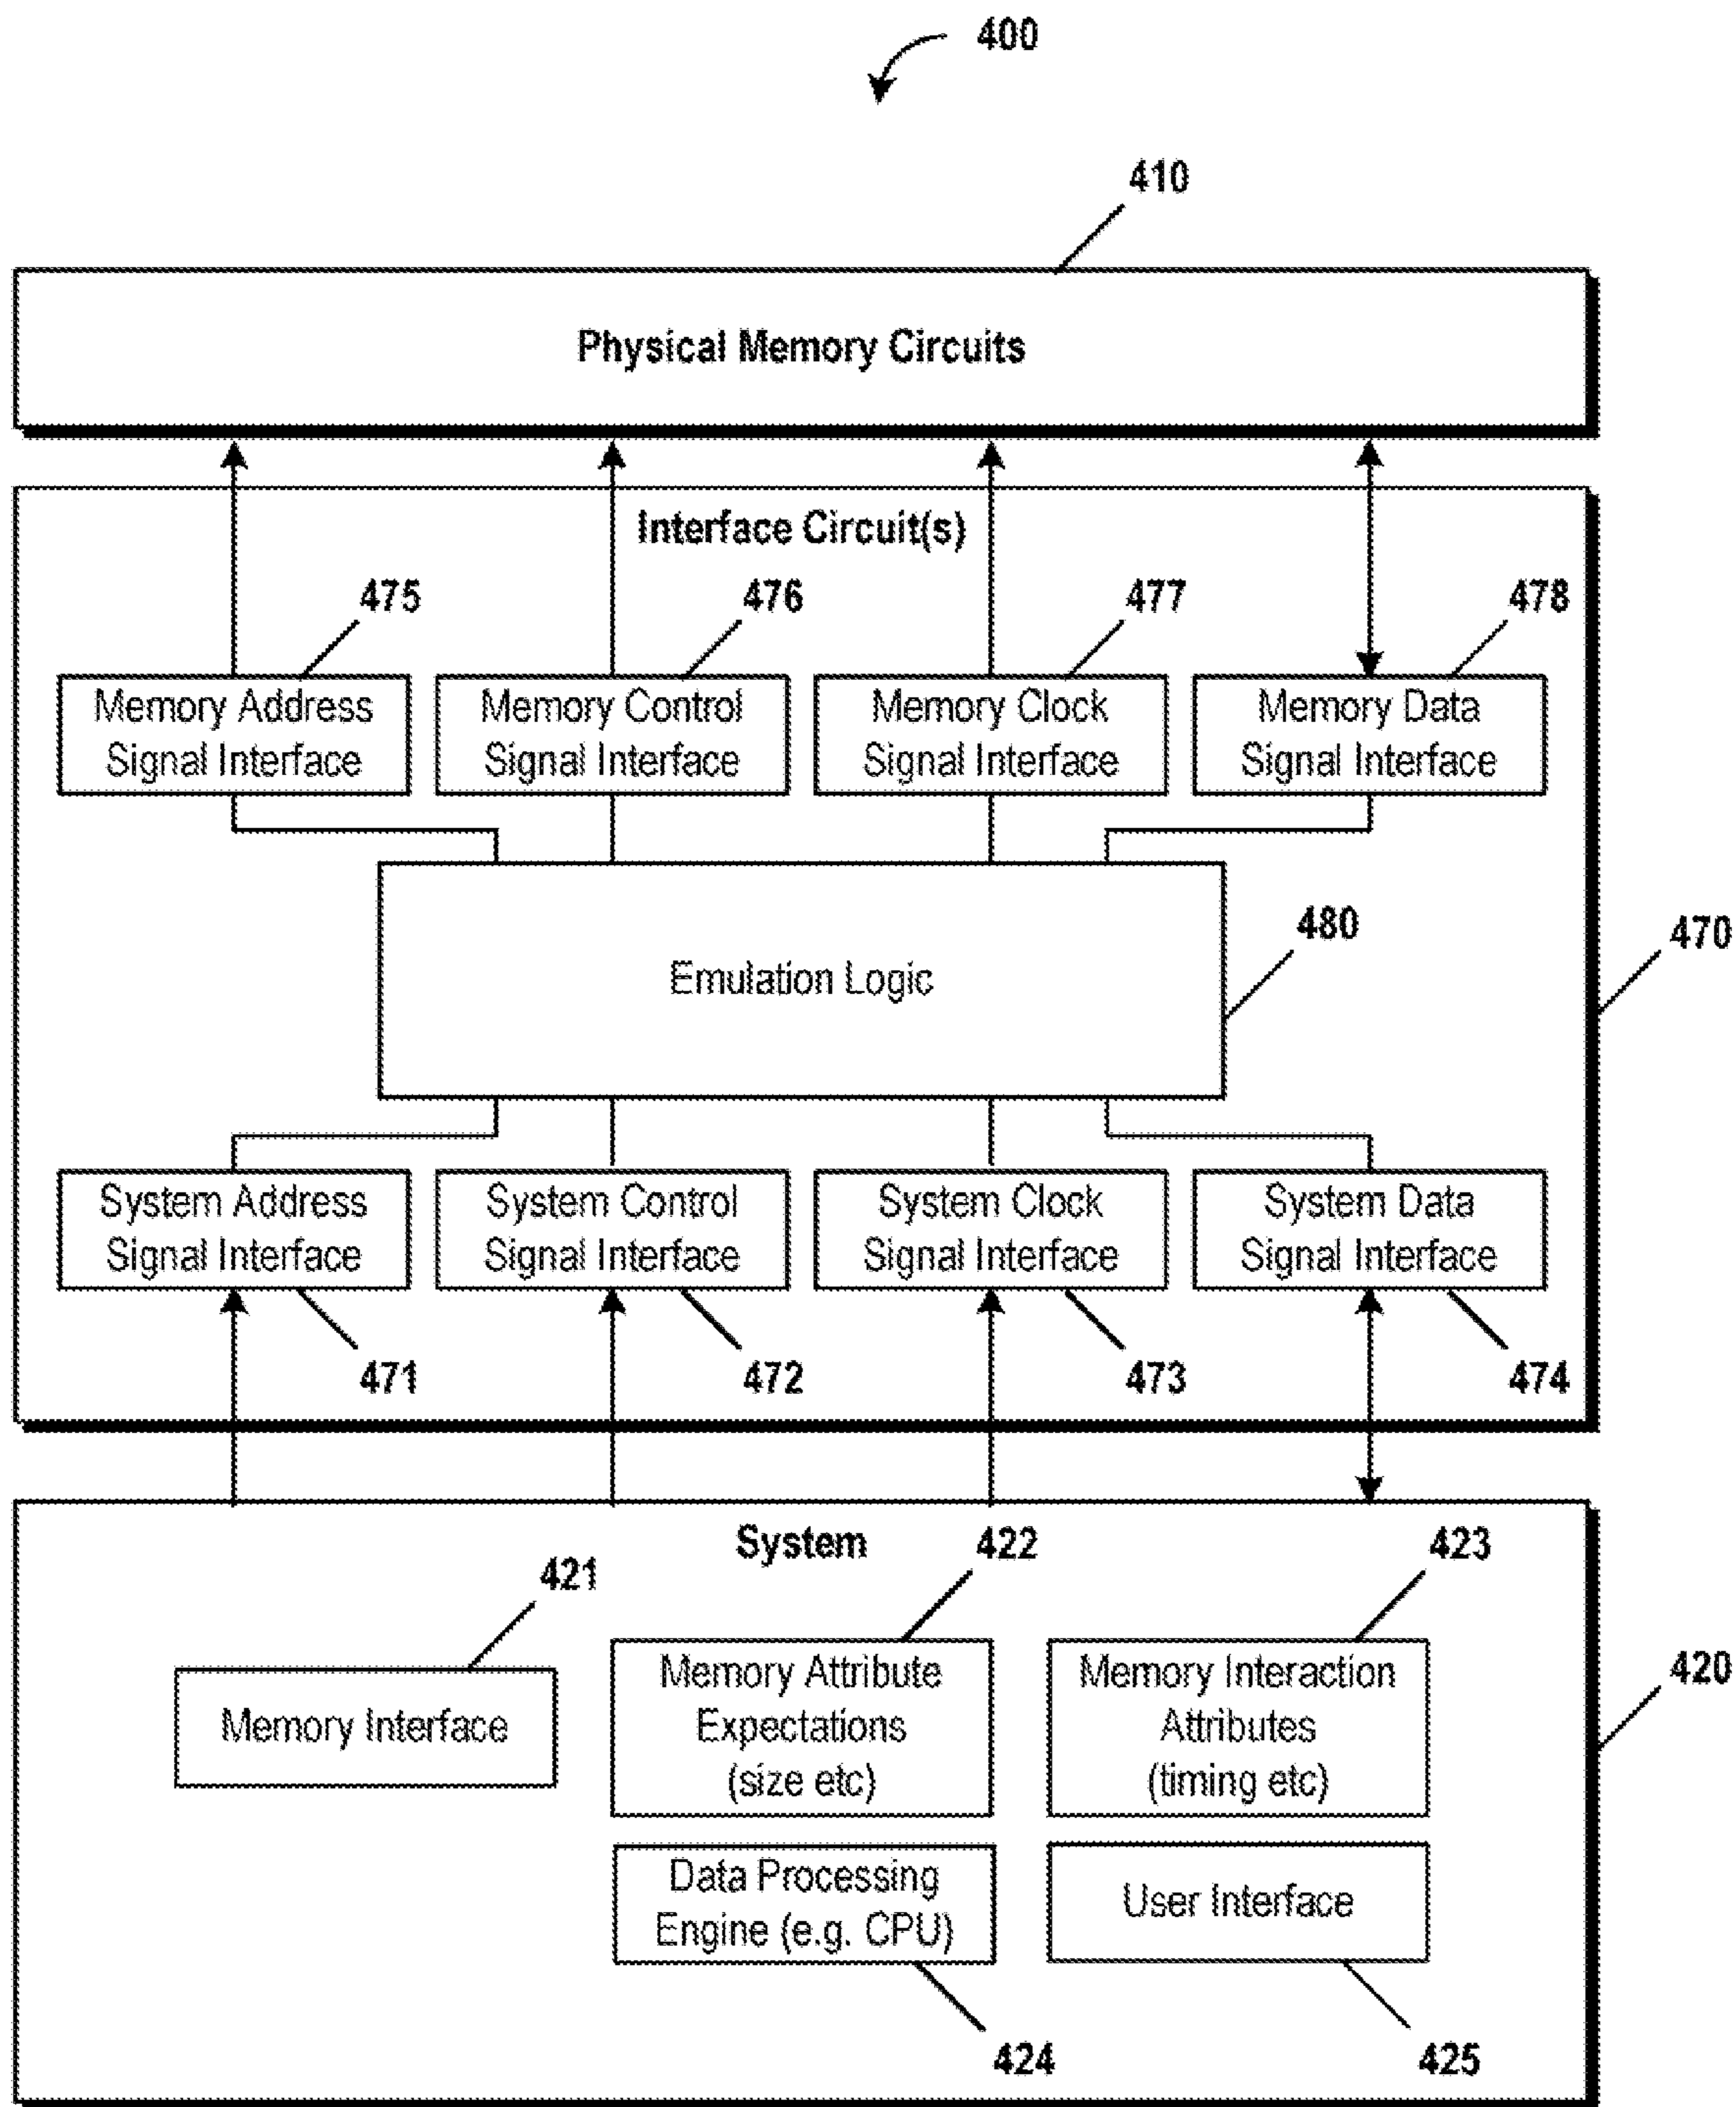 400
410
Physical Memory Circuits
Interface Circuit(s)
475
476
477
478
Memory Address
Signal Interface
Memory Control
Signal Interface
Memory Clock
Signal Interface
Memory Data
Signal Interface
480
470
Emulation Logic
System Address
Signal Interface
System Control
Signal Interface
System Clock
Signal Interface
System Data
Signal Interface
471
472
473
474
System
421
422
423
420
Memory Interface
Memory Attribute
Expectations
(size etc)
Memory Interaction
Attributes
(timing etc)
Data Processing
Engine (e.g. CPU)
User Interface
424
425